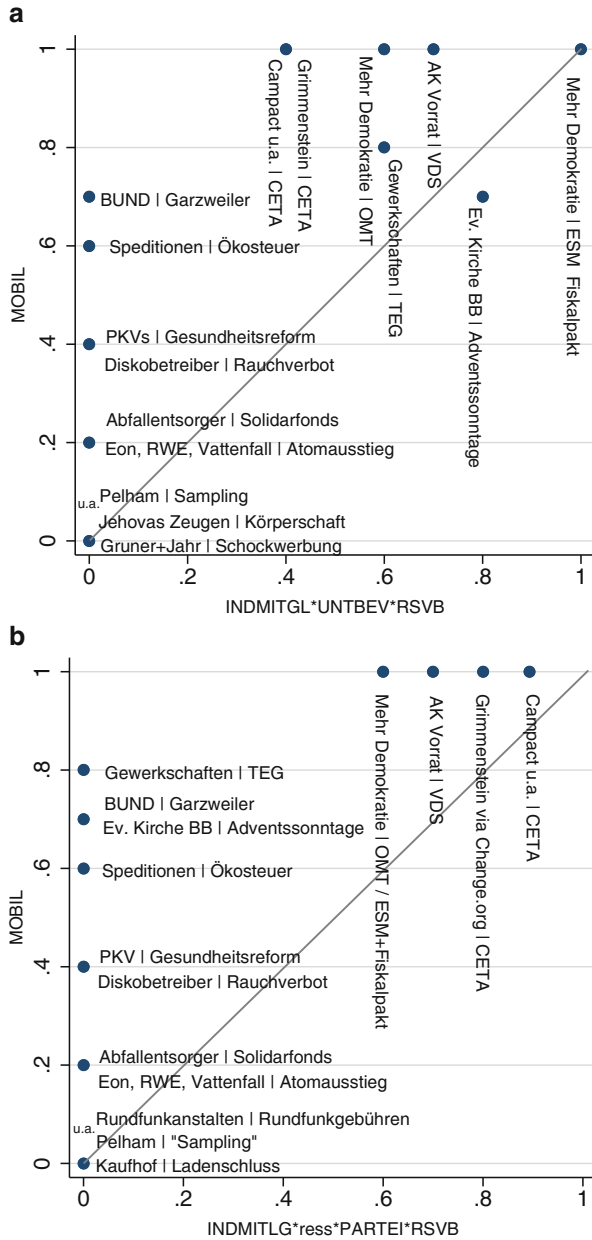 a
1
.8
.6
.4
.2
0
MOBIL
Campact u.a. | CETA
Grimmenstein | CETA
Mehr Demokratie | OMT
Gewerkschaften | TEG
AK Vorrat | VDS
Ev. Kirche BB | Adventssonntage
Mehr Demokratie | ESM Fiskalpakt
BUND | Garzweiler
Speditionen | Ökosteuer
PKVs | Gesundheitsreform
Diskobetreiber | Rauchverbot
Abfallentsorger | Solidarfonds
Eon, RWE, Vattenfall | Atomausstieg
u.a. Pelham | Sampling
Jehovas Zeugen | Körperschaft
Gruner+Jahr | Schockwerbung
0 .2 .4 .6 .8 1
INDMITGL*UNTBEV*RSVB
b
1
.8
.6
.4
.2
0
MOBIL
Mehr Demokratie | OMT / ESM+Fiskalpakt
AK Vorrat | VDS
Grimmenstein via Change.org | CETA
Campact u.a. | CETA
Gewerkschaften | TEG
BUND | Garzweiler
Ev. Kirche BB | Adventssonntage
Speditionen | Ökosteuer
PKV | Gesundheitsreform
Diskobetreiber | Rauchverbot
Abfallentsorger | Solidarfonds
Eon, RWE, Vattenfall | Atomausstieg
u.a. Rundfunkanstalten | Rundfunkgebühren
Pelham | "Sampling"
Kaufhof | Ladenschluss
0 .2 .4 .6 .8 1
INDMITLG*ress*PARTEI*RSVB